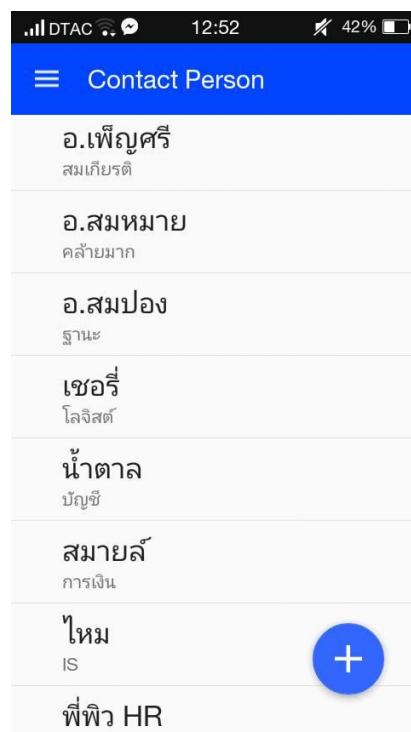 DTAC 12:52 42%
Contact Person
อ.เพ็ญศรี
สมเกียรติ
อ.สมหมาย
คล้ายมาก
อ.สมปอง
ฐานะ
เชอรี่
โลจิสต์
น้ำตาล
บัญชี
สมายล์
การเงิน
ไหม
IS
พี่พิว HR